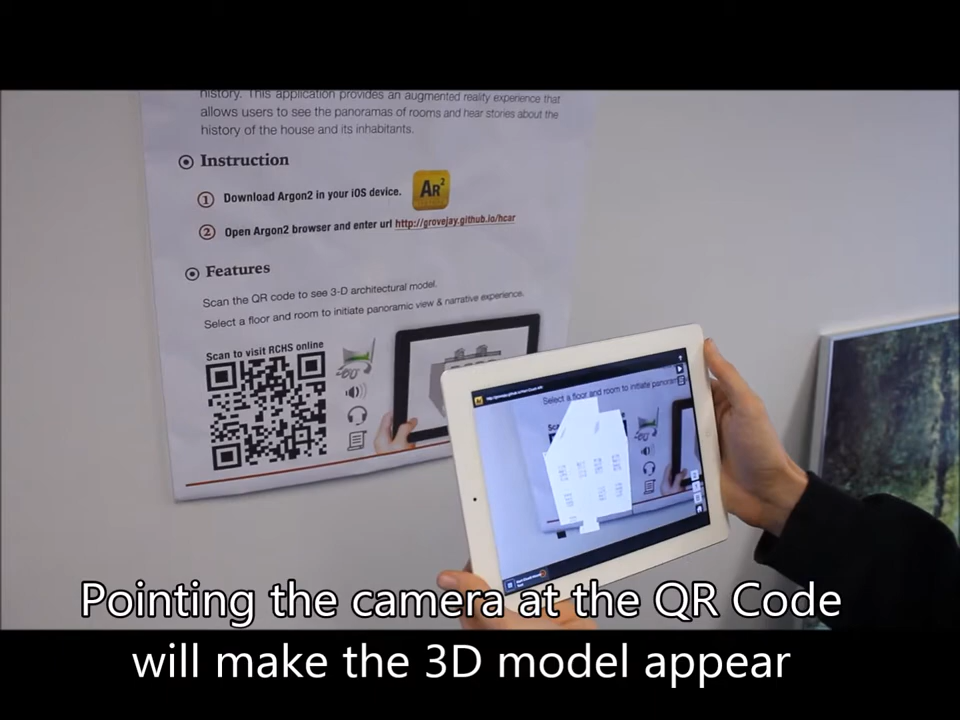 history. This application provides an augmented reality experience that
allows users to see the panoramas of rooms and hear stories about the
history of the house and its inhabitants.
Instruction
1 Download Argon2 in your iOS device.
AR2
2 Open Argon2 browser and enter url http://grovejay.github.io/hcar
Features
Scan the QR code to see 3-D architectural model.
Select a floor and room to initiate panoramic view & narrative experience.
Scan to visit RCHS online
Select a floor and room to initiate panoram
Pointing the camera at the QR Code
will make the 3D model appear